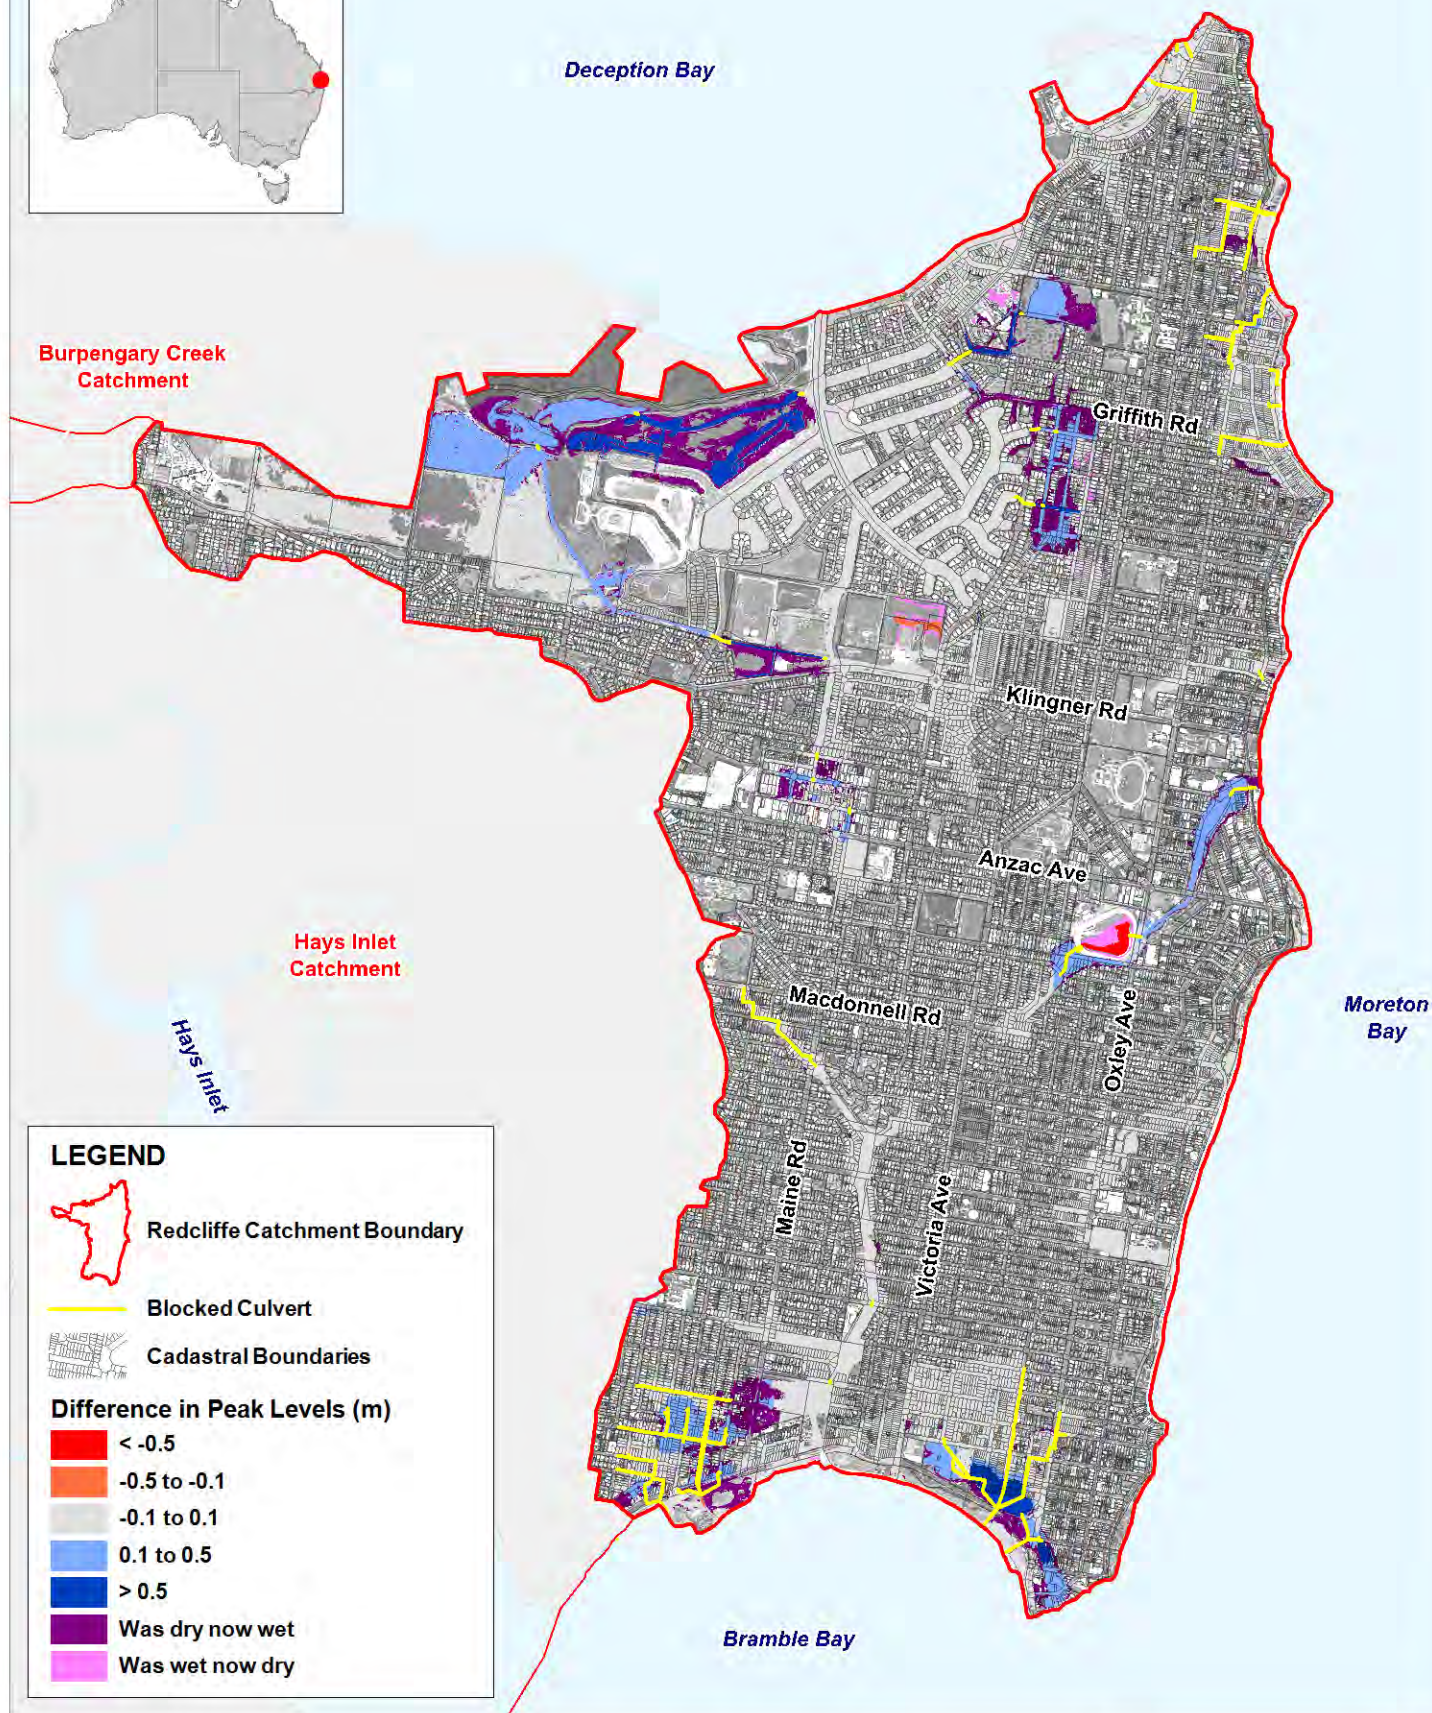 Deception Bay
Burpengary Creek
Catchment
Griffith Rd
Klingner Rd
Anzac Ave
Hays Inlet
Catchment
Macdonnell Rd
Oxley Ave
Moreton
Bay
Hays Inlet
Maine Rd
Victoria Ave
LEGEND
Redcliffe Catchment Boundary
Blocked Culvert
Cadastral Boundaries
Difference in Peak Levels (m)
< -0.5
-0.5 to -0.1
-0.1 to 0.1
0.1 to 0.5
> 0.5
Was dry now wet
Was wet now dry
Bramble Bay